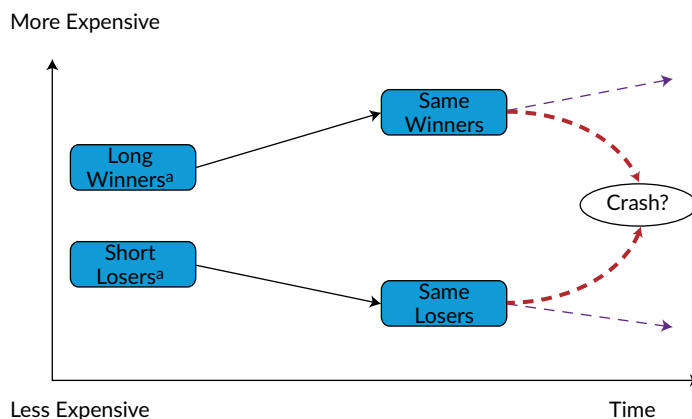 More Expensive
Same
Winners
Long
Winnersᵃ
Crash?
Short
Losersᵃ
Same
Losers
Less Expensive
Time